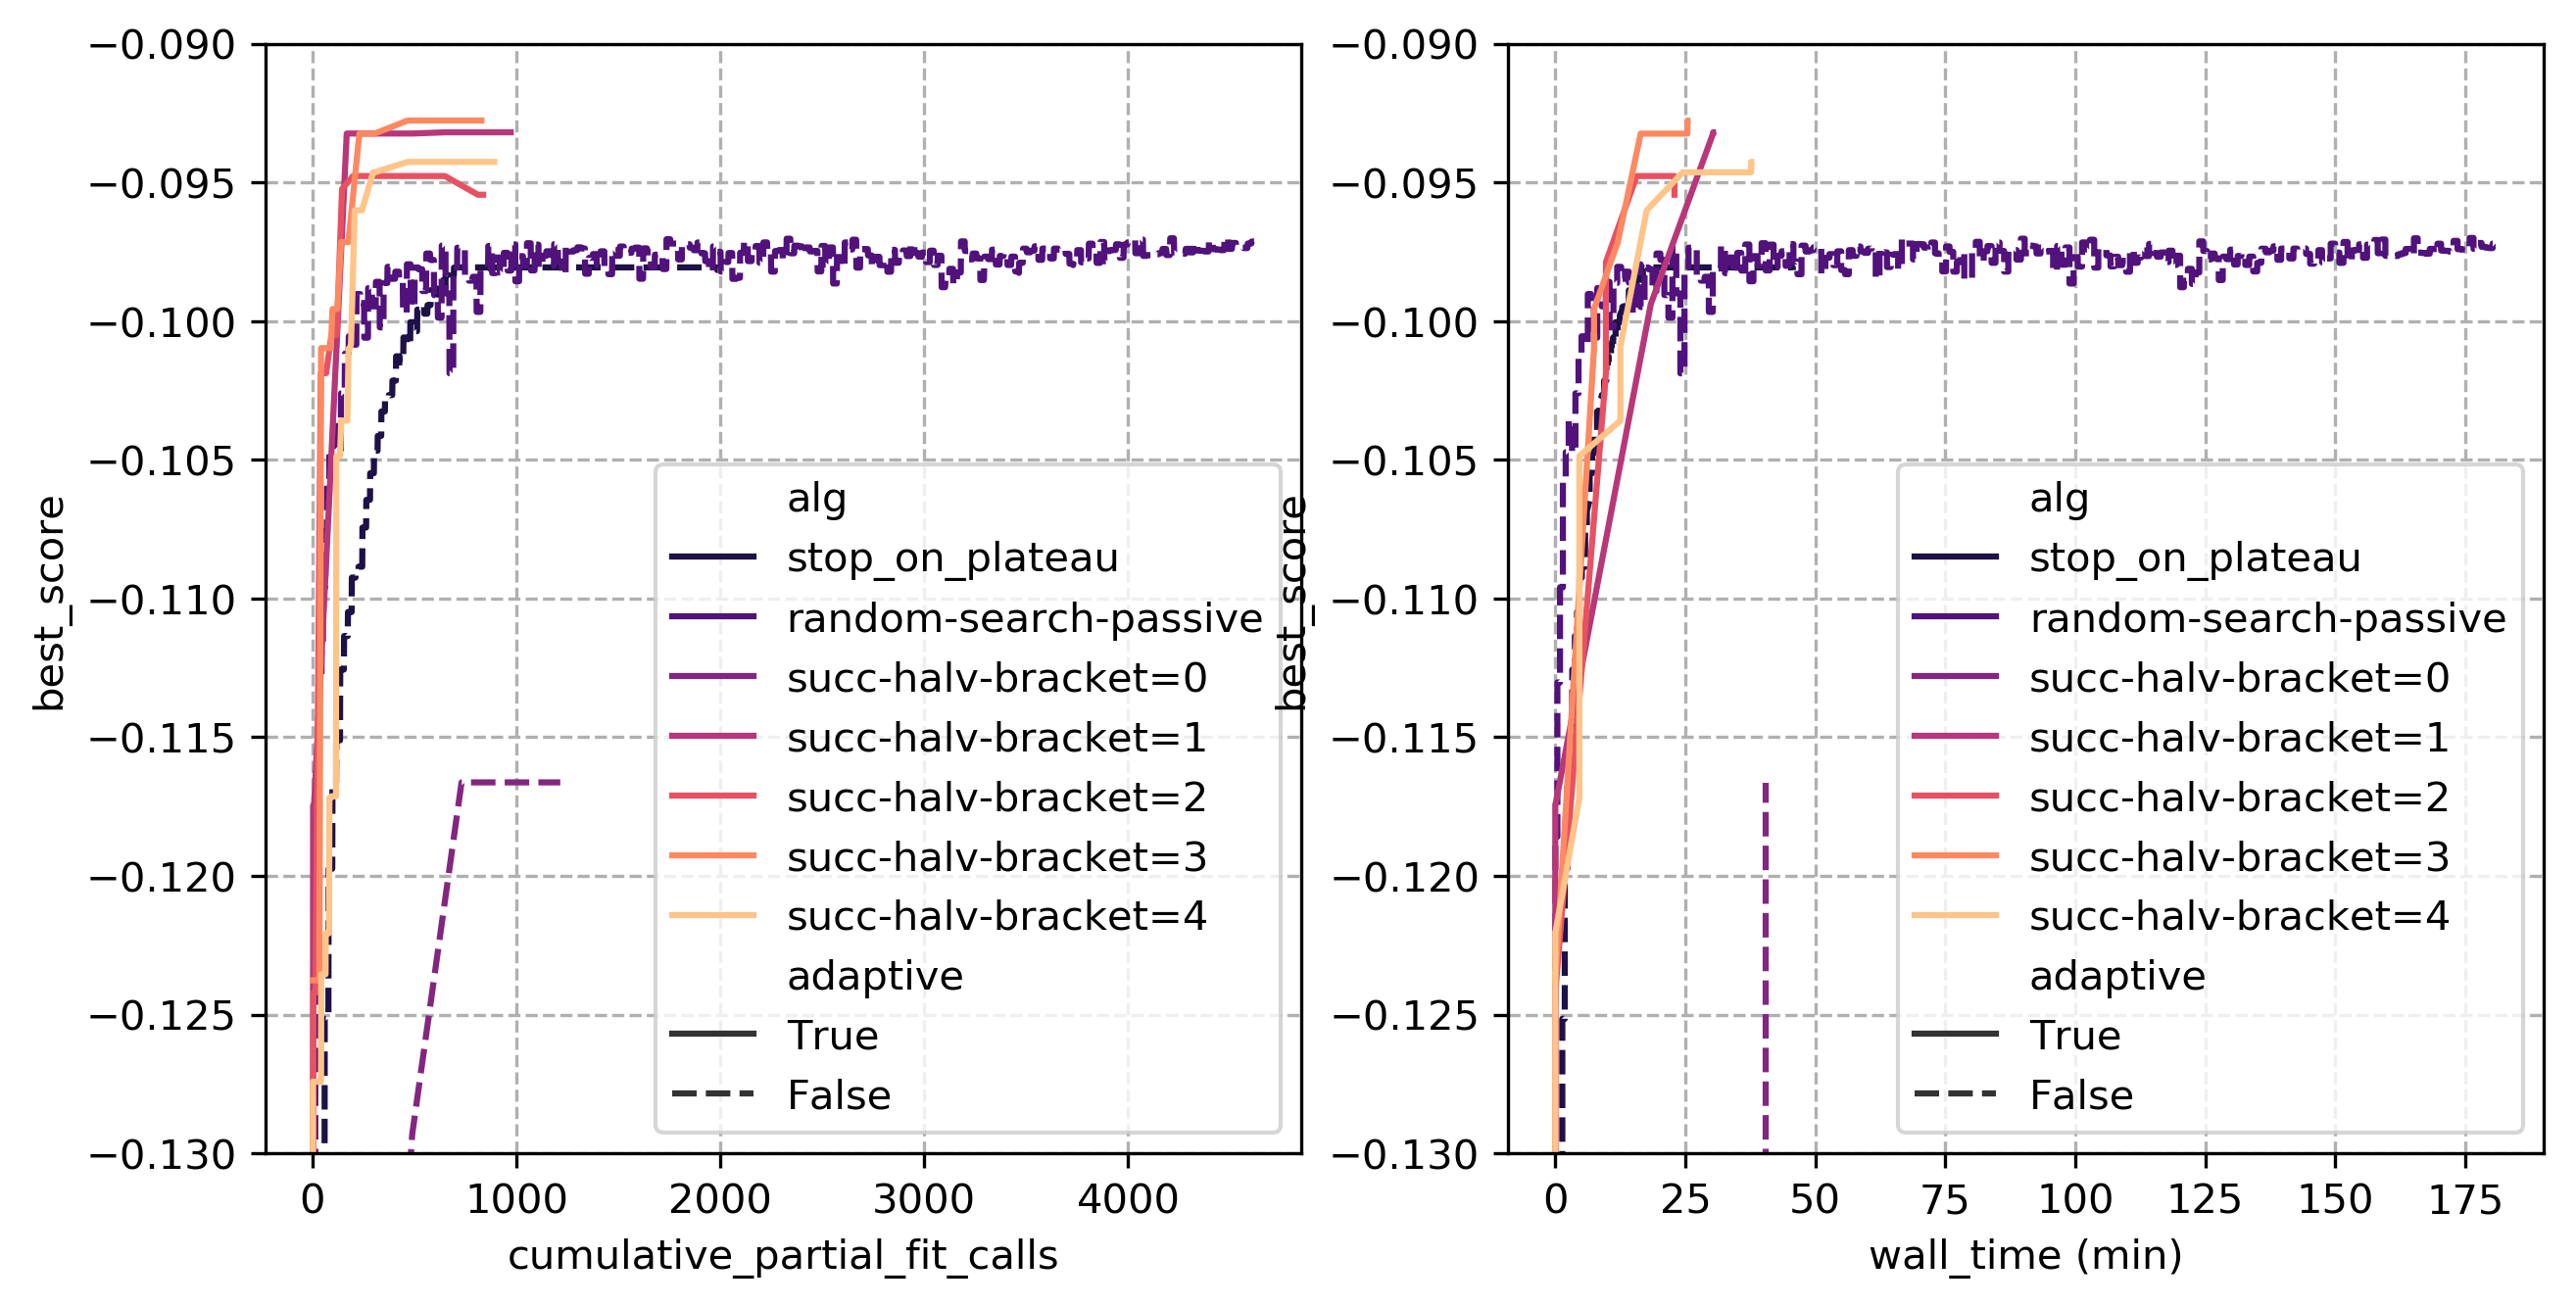 −0.090
−0.095
−0.100
−0.105
−0.110
−0.115
−0.120
−0.125
−0.130
best_score
0 1000 2000 3000 4000
cumulative_partial_fit_calls
alg
stop_on_plateau
random-search-passive
succ-halv-bracket=0
succ-halv-bracket=1
succ-halv-bracket=2
succ-halv-bracket=3
succ-halv-bracket=4
adaptive
True
False
−0.090
−0.095
−0.100
−0.105
−0.110
−0.115
−0.120
−0.125
−0.130
best_score
0 25 50 75 100 125 150 175
wall_time (min)
alg
stop_on_plateau
random-search-passive
succ-halv-bracket=0
succ-halv-bracket=1
succ-halv-bracket=2
succ-halv-bracket=3
succ-halv-bracket=4
adaptive
True
False